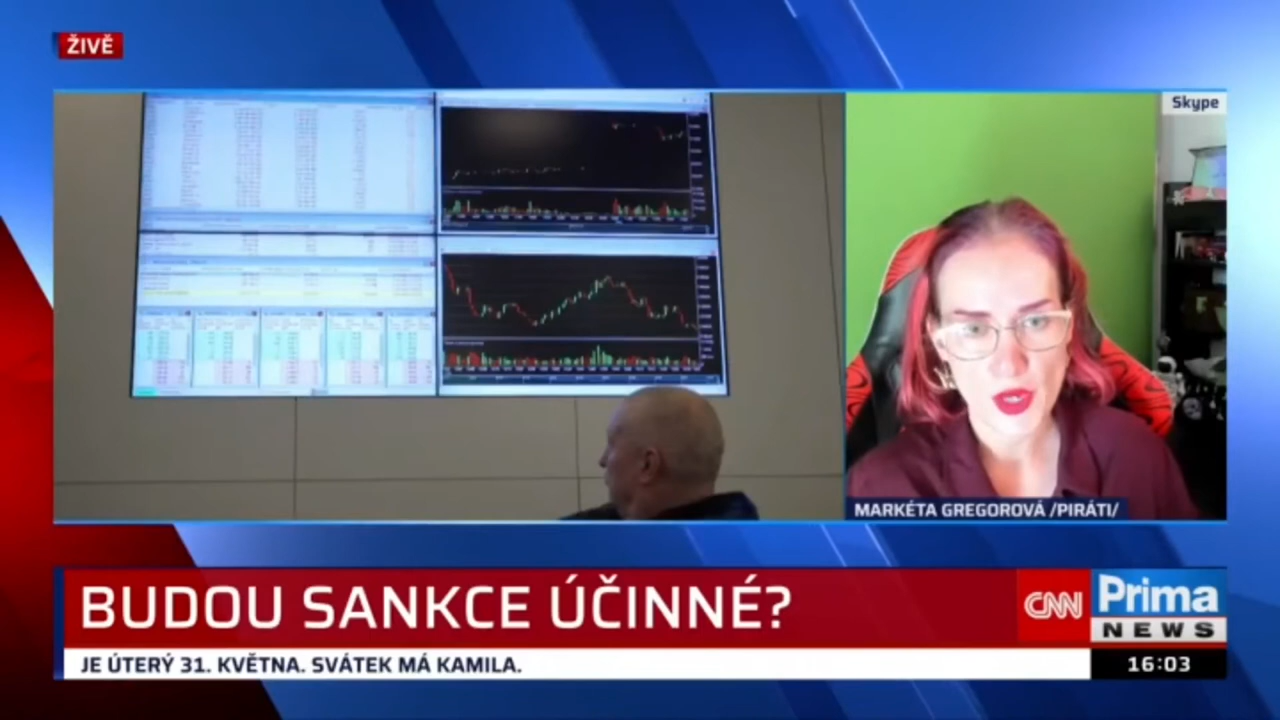 ŽIVĚ
Skype
MARKÉTA GREGOROVÁ /PIRÁTI/
BUDOU SANKCE ÚČINNÉ?
CNN Prima
NEWS
JE ÚTERÝ 31. KVĚTNA. SVÁTEK MÁ KAMILA.
16:03